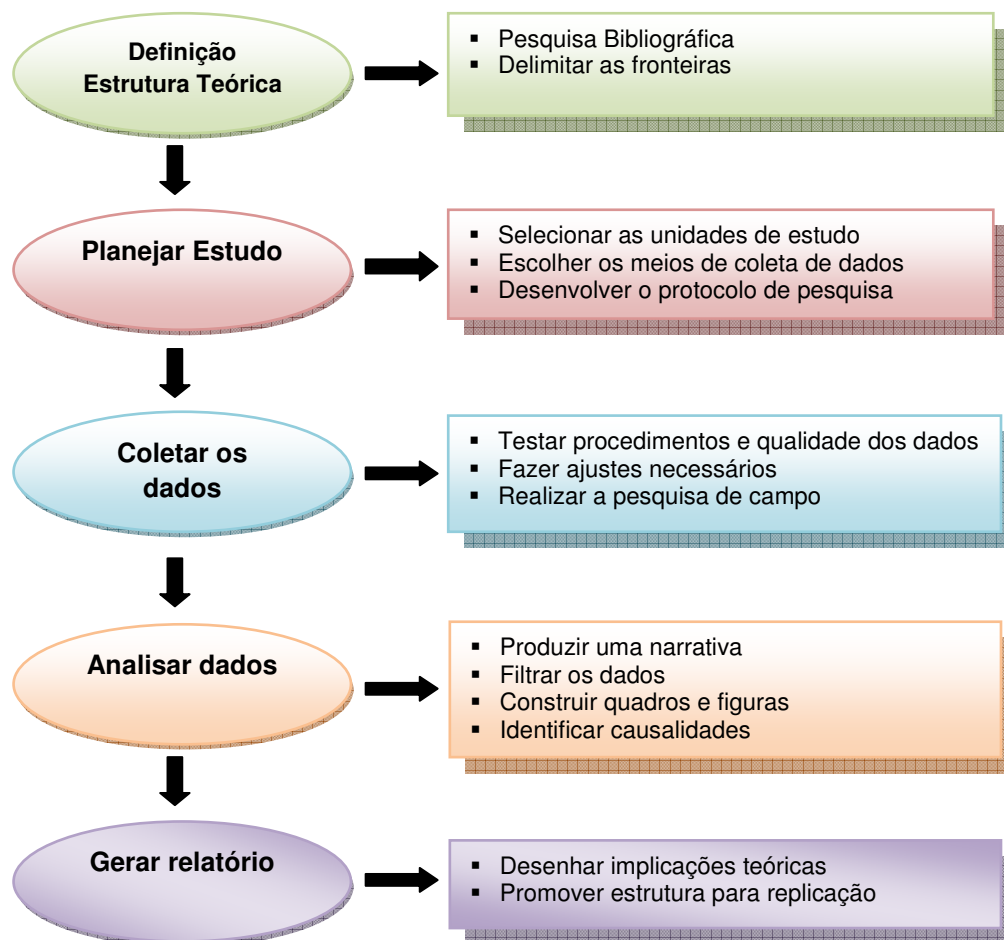 Definição
Estrutura Teórica
▪ Pesquisa Bibliográfica
▪ Delimitar as fronteiras
Planejar Estudo
▪ Selecionar as unidades de estudo
▪ Escolher os meios de coleta de dados
▪ Desenvolver o protocolo de pesquisa
Coletar os
dados
▪ Testar procedimentos e qualidade dos dados
▪ Fazer ajustes necessários
▪ Realizar a pesquisa de campo
Analisar dados
▪ Produzir uma narrativa
▪ Filtrar os dados
▪ Construir quadros e figuras
▪ Identificar causalidades
Gerar relatório
▪ Desenhar implicações teóricas
▪ Promover estrutura para replicação